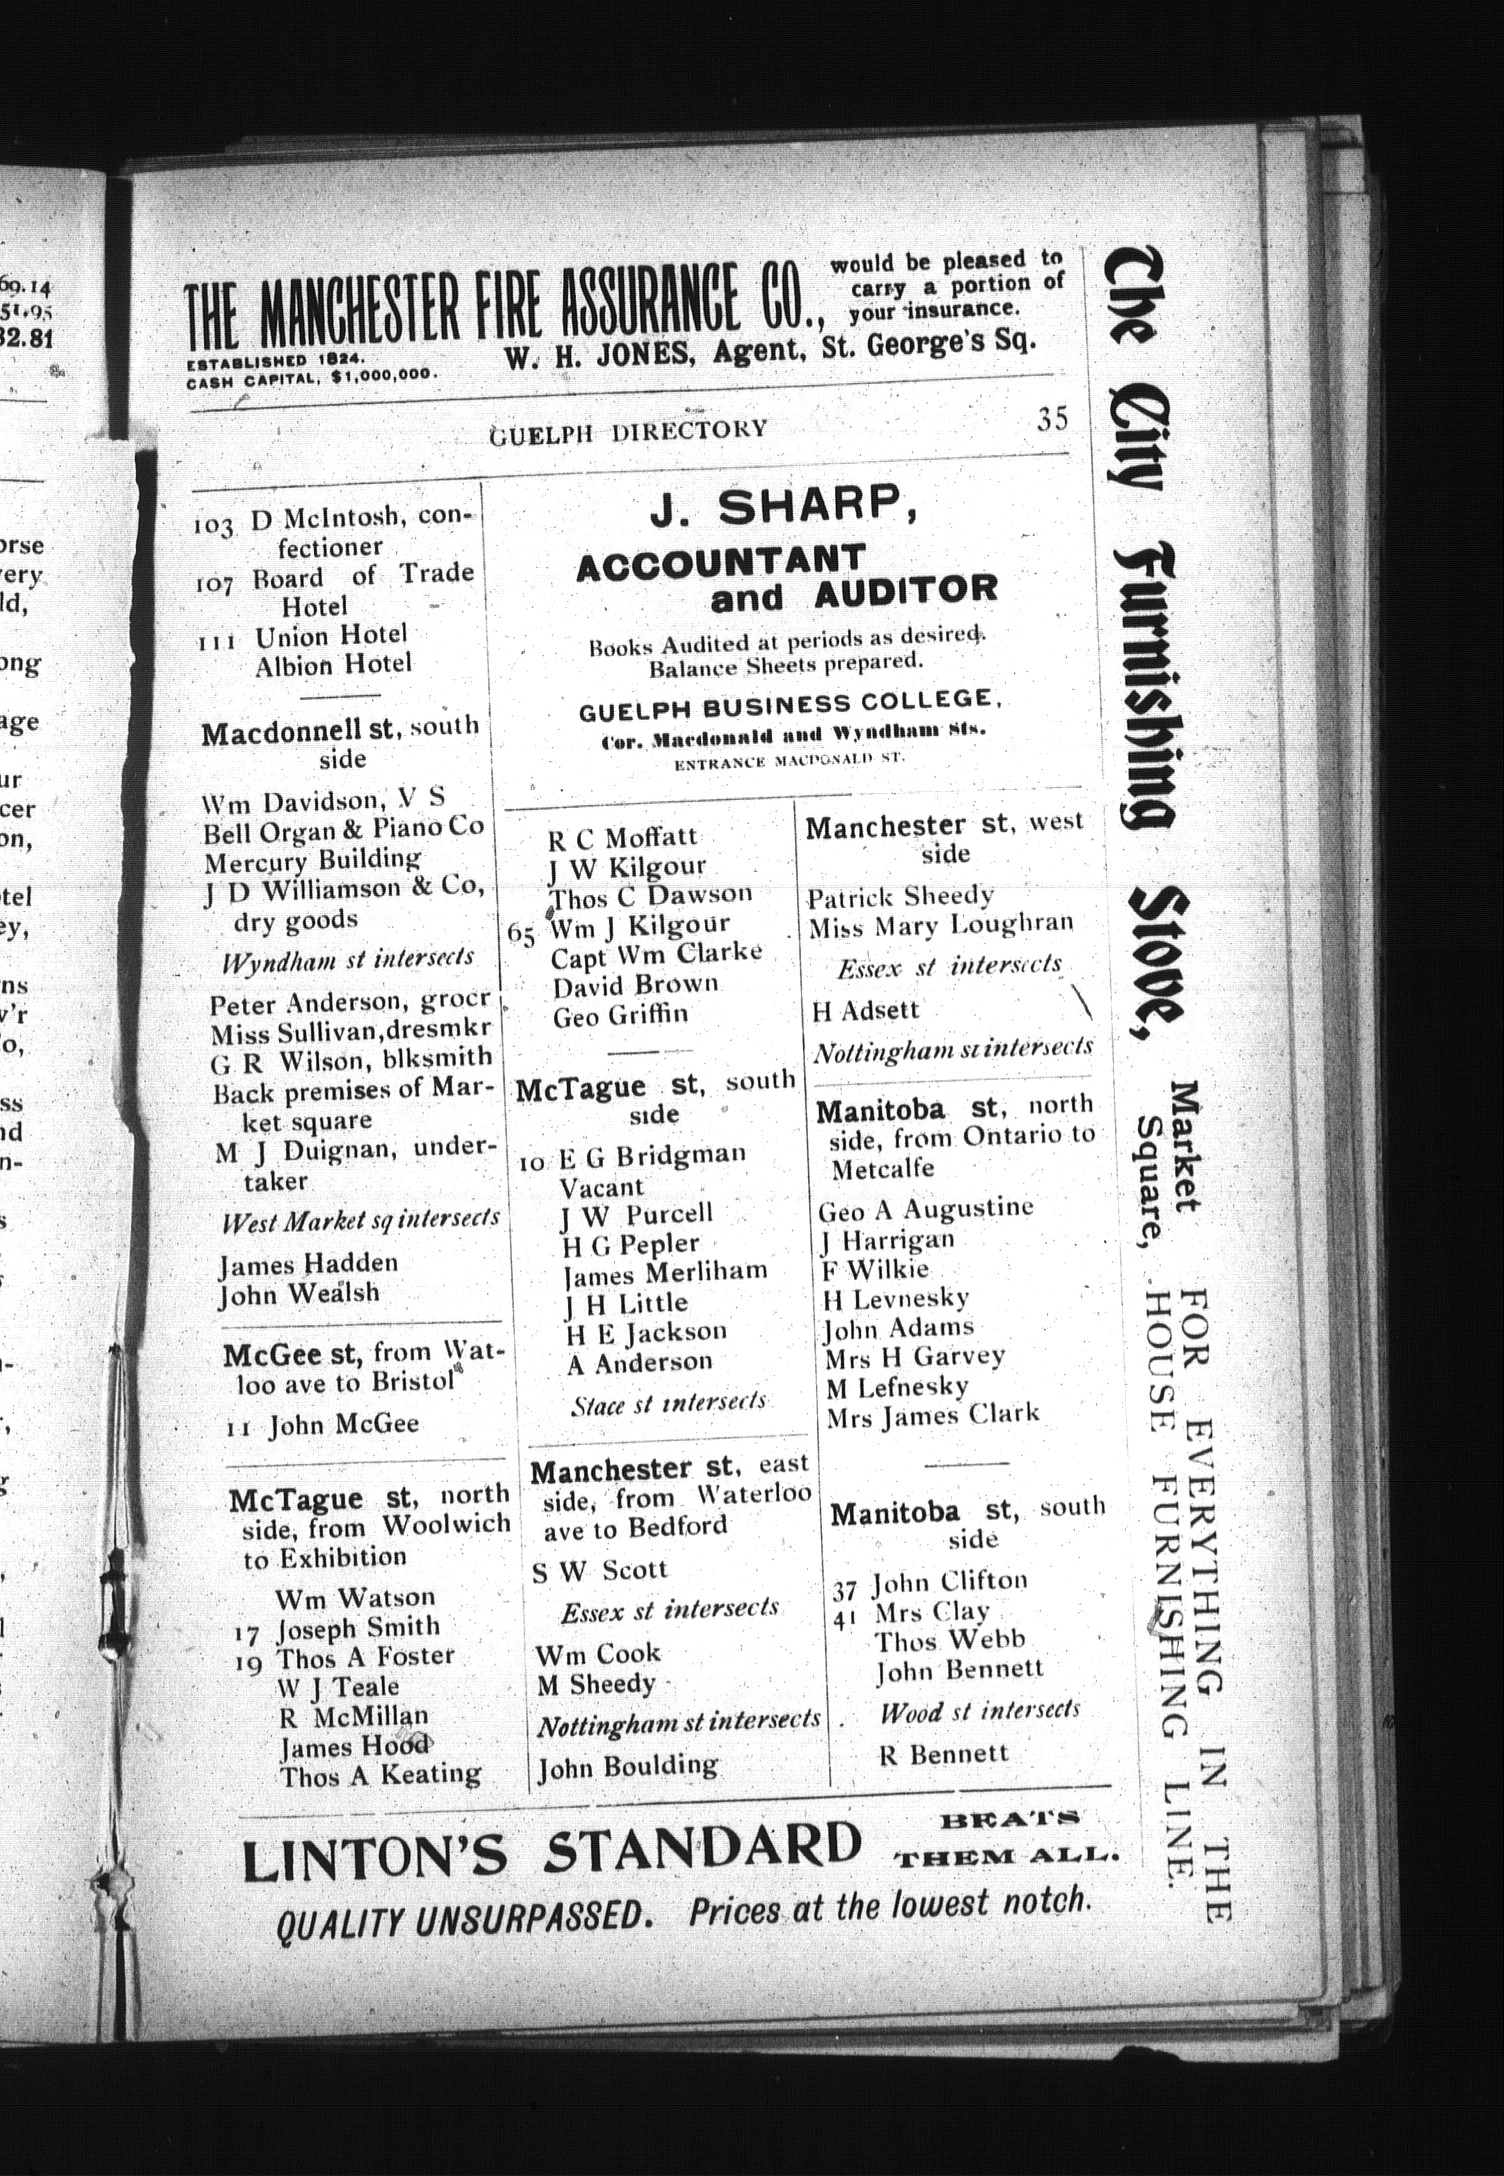 THE MANCHESTER FIRE ASSURANCE CO.,
would be pleased to
carry a portion of
your insurance.
ESTABLISHED 1824.
CASH CAPITAL, $1,000,000.
W. H. JONES, Agent, St. George's Sq.
GUELPH DIRECTORY
35
103 D McIntosh, con-
fectioner
107 Board of Trade
Hotel
111 Union Hotel
Albion Hotel
Macdonnell st, south
side
Wm Davidson, V S
Bell Organ & Piano Co
Mercury Building
J D Williamson & Co,
dry goods
Wyndham st intersects
Peter Anderson, grocr
Miss Sullivan, dresmkr
G R Wilson, blksmith
Back premises of Mar-
ket square
M J Duignan, under-
taker
West Market sq intersects
James Hadden
John Wealsh
McGee st, from Wat-
loo ave to Bristol
11 John McGee
McTague st, north
side, from Woolwich
to Exhibition
Wm Watson
17 Joseph Smith
19 Thos A Foster
W J Teale
R McMillan
James Hood
Thos A Keating
J. SHARP,
ACCOUNTANT
and AUDITOR
Books Audited at periods as desired.
Balance Sheets prepared.
GUELPH BUSINESS COLLEGE,
Cor. Macdonald and Wyndham Sts.
ENTRANCE MACDONALD ST.
R C Moffatt
J W Kilgour
Thos C Dawson
65 Wm J Kilgour
Capt Wm Clarke
David Brown
Geo Griffin
McTague st, south
side
10 E G Bridgman
Vacant
J W Purcell
H G Pepler
James Merliham
J H Little
H E Jackson
A Anderson
Stace st intersects
Manchester st, east
side, from Waterloo
ave to Bedford
S W Scott
Essex st intersects
Wm Cook
M Sheedy
Nottingham st intersects
John Boulding
Manchester st, west
side
Patrick Sheedy
Miss Mary Loughran
Essex st intersects
H Adsett
Nottingham st intersects
Manitoba st, north
side, from Ontario to
Metcalfe
Geo A Augustine
J Harrigan
F Wilkie
H Levnesky
John Adams
Mrs H Garvey
M Lefnesky
Mrs James Clark
Manitoba st, south
side
37 John Clifton
41 Mrs Clay
Thos Webb
John Bennett
Wood st intersects
R Bennett
LINTON'S STANDARD
BEATS
THEM ALL.
QUALITY UNSURPASSED. Prices at the lowest notch.
The City Furnishing Stove,
Market
Square,
FOR EVERYTHING IN THE
HOUSE FURNISHING LINE.